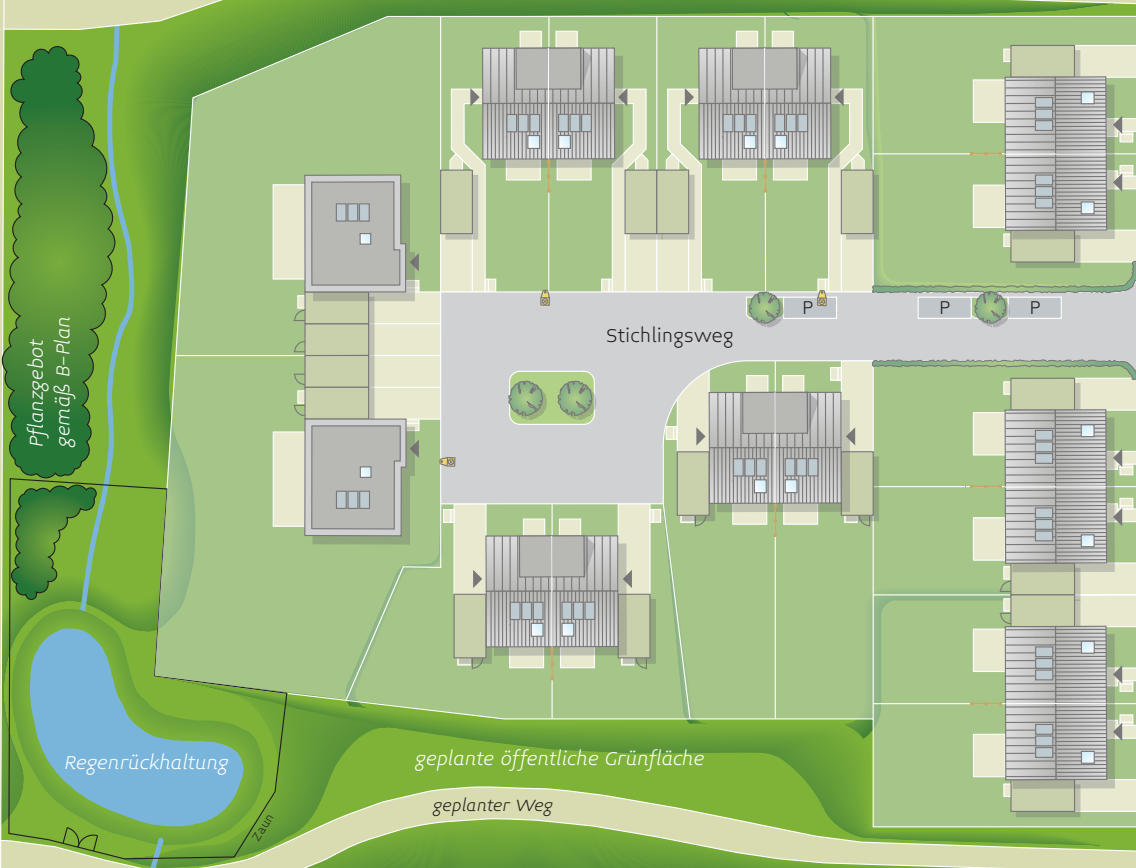 Stichlingsweg
P
P
P
Pflanzgebot
gemäß B-Plan
Regenrückhaltung
geplante öffentliche Grünfläche
geplanter Weg
Zaun